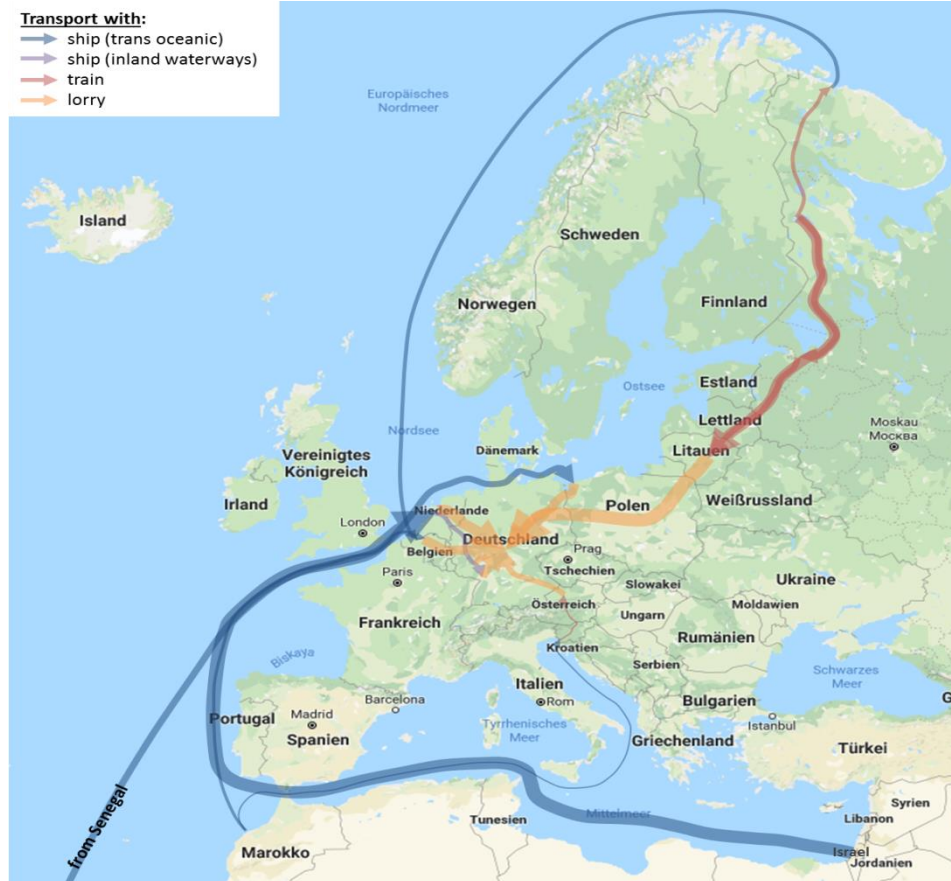 Transport with:
ship (trans oceanic)
ship (inland waterways)
train
lorry
Europäisches
Nordmeer
Island
Schweden
Norwegen
Finnland
Ostsee
Estland
Nordsee
Lettland
Moskau
Москва
Dänemark
Litauen
Vereinigtes
Königreich
Irland
Niederlande
Polen
Weißrussland
London
Deutschland
Belgien
Prag
Tschechien
Paris
Slowakei
Ukraine
Österreich
Moldawien
Ungarn
Frankreich
Rumänien
Kroatien
Biskaya
Serbien
Schwarzes
Meer
Italien
Barcelona
Bulgarien
G
Portugal
Madrid
Rom
Istanbul
Spanien
Tyrrhenisches
Meer
Griechenland
Türkei
Syrien
Mittelmeer
Libanon
Tunesien
from Senegal
Marokko
Israel
Jordanien